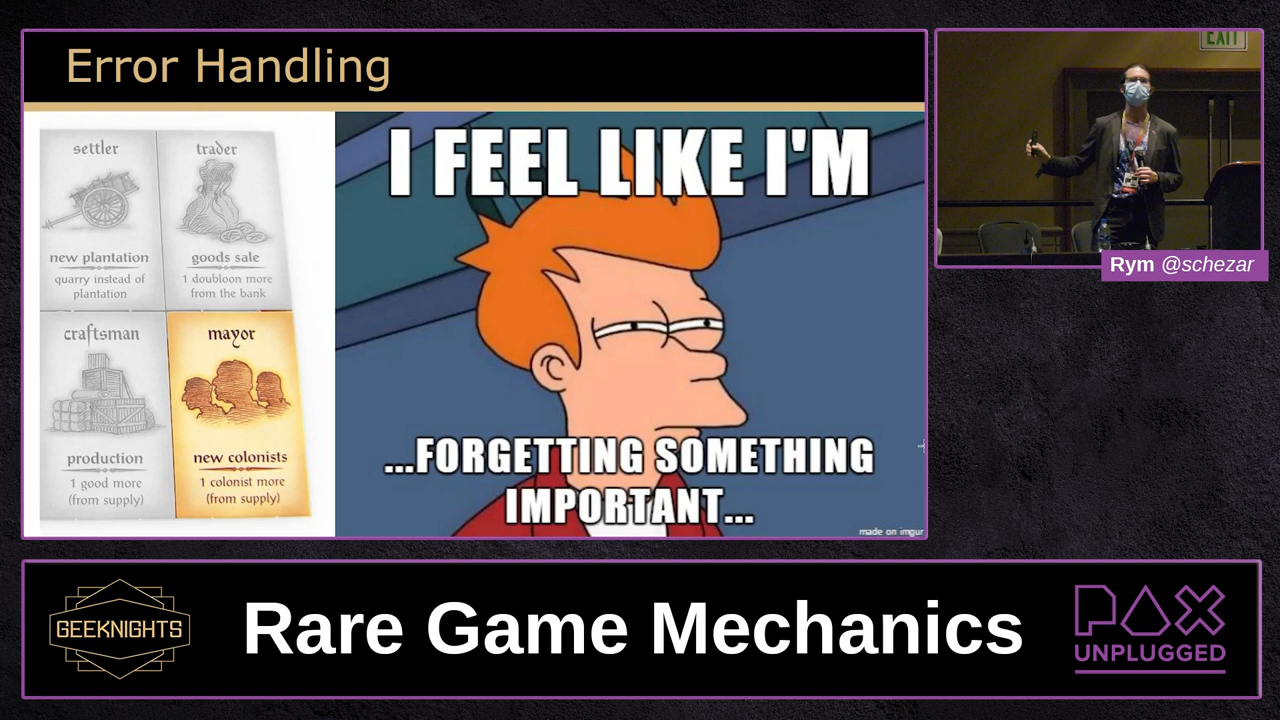 Error Handling
settler
new plantation
quarry instead of
plantation
trader
goods sale
1 doubloon more
from the bank
craftsman
production
1 good more
(from supply)
mayor
new colonists
1 colonist more
(from supply)
I FEEL LIKE I'M
...FORGETTING SOMETHING
IMPORTANT...
made on imgur
EXIT
Rym @schezar
GEEKNIGHTS
Rare Game Mechanics
PAX
UNPLUGGED